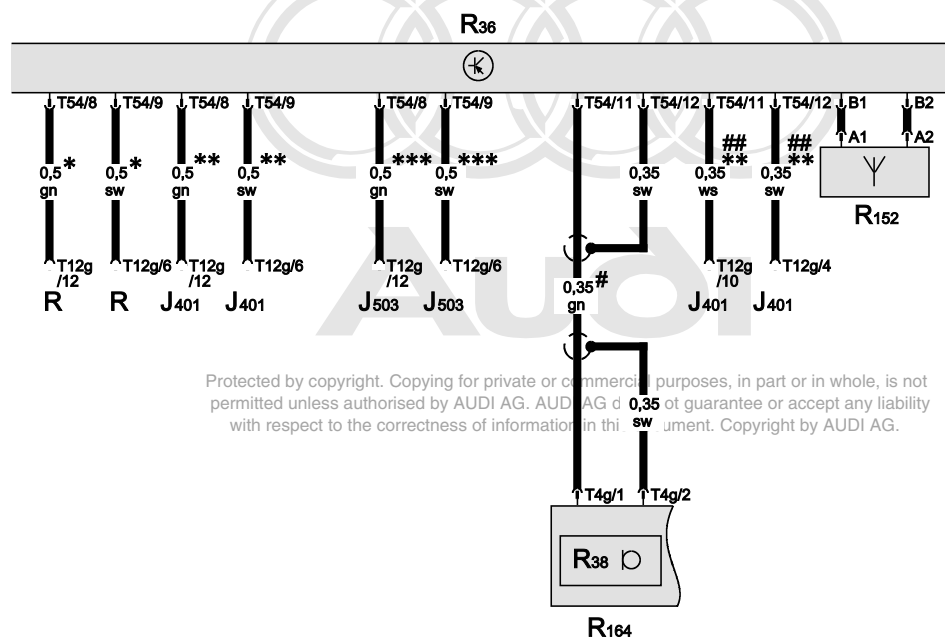 R36
T54/8 T54/9 T54/8 T54/9 T54/8 T54/9 T54/11 T54/12 T54/11 T54/12 B1 B2
A1 A2
## ##
* * ** ** *** *** ** **
0,5 0,5 0,5 0,5 0,5 0,5 0,35 0,35 0,35
gn sw gn sw gn sw sw ws sw
R152
T12g T12g/6 T12g T12g/6 T12g T12g/6 T12g T12g/4
/12 /12 /12 /10
R R J401 J401 J503 J503 J401 J401
0,35 #
gn
Audi
Protected by copyright. Copying for private or commercial purposes, in part or in whole, is not
permitted unless authorised by AUDI AG. AUDI AG d ot guarantee or accept any liability
with respect to the correctness of information in thi ument. Copyright by AUDI AG.
0,35
sw
T4g/1 T4g/2
R38
R164